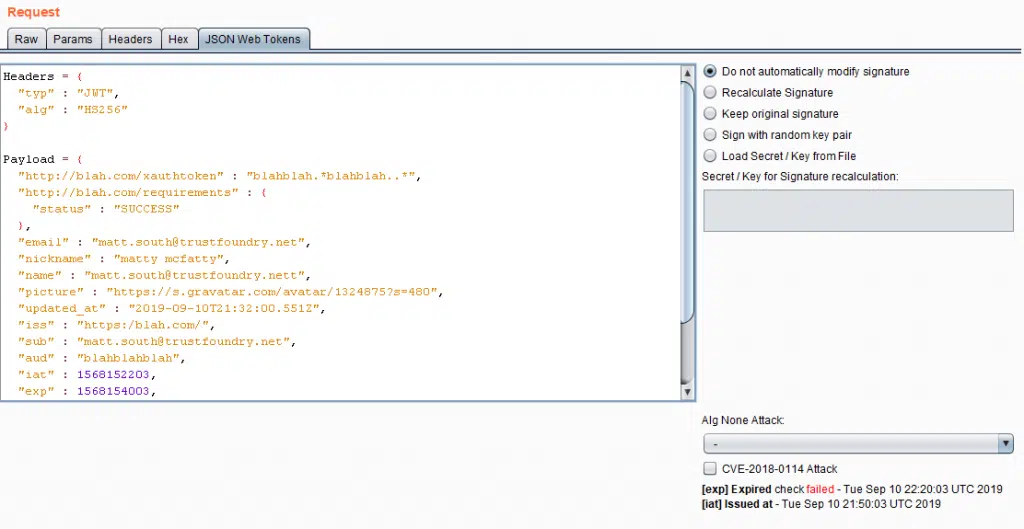 Request
Raw Params Headers Hex JSON Web Tokens
Headers = {
"typ" : "JWT",
"alg" : "HS256"
}
Payload = {
"http://blah.com/xauthtoken" : "blahblah.*blahblah..*",
"http://blah.com/requirements" : {
"status" : "SUCCESS"
},
"email" : "matt.south@trustfoundry.net",
"nickname" : "matty mcfatty",
"name" : "matt.south@trustfoundry.nett",
"picture" : "https://s.gravatar.com/avatar/1324875?s=480",
"updated_at" : "2019-09-10T21:32:00.551Z",
"iss" : "https:/blah.com/",
"sub" : "matt.south@trustfoundry.net",
"aud" : "blahblahblah",
"iat" : 1568152203,
"exp" : 1568154003,
Do not automatically modify signature
Recalculate Signature
Keep original signature
Sign with random key pair
Load Secret / Key from File
Secret / Key for Signature recalculation:
Alg None Attack:
-
CVE-2018-0114 Attack
[exp] Expired check failed - Tue Sep 10 22:20:03 UTC 2019
[iat] Issued at - Tue Sep 10 21:50:03 UTC 2019